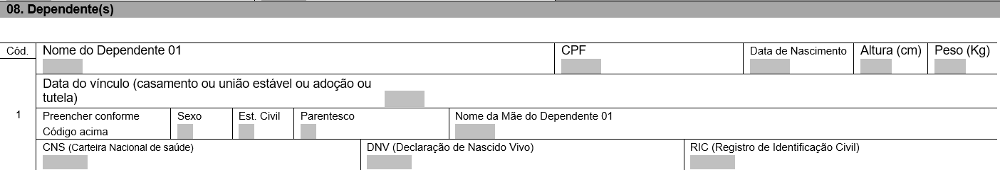 08. Dependente(s)
Cód. Nome do Dependente 01 CPF Data de Nascimento Altura (cm) Peso (Kg)
Data do vínculo (casamento ou união estável ou adoção ou
tutela)
1 Preencher conforme Sexo Est. Civil Parentesco Nome da Mãe do Dependente 01
Código acima
CNS (Carteira Nacional de saúde) DNV (Declaração de Nascido Vivo) RIC (Registro de Identificação Civil)